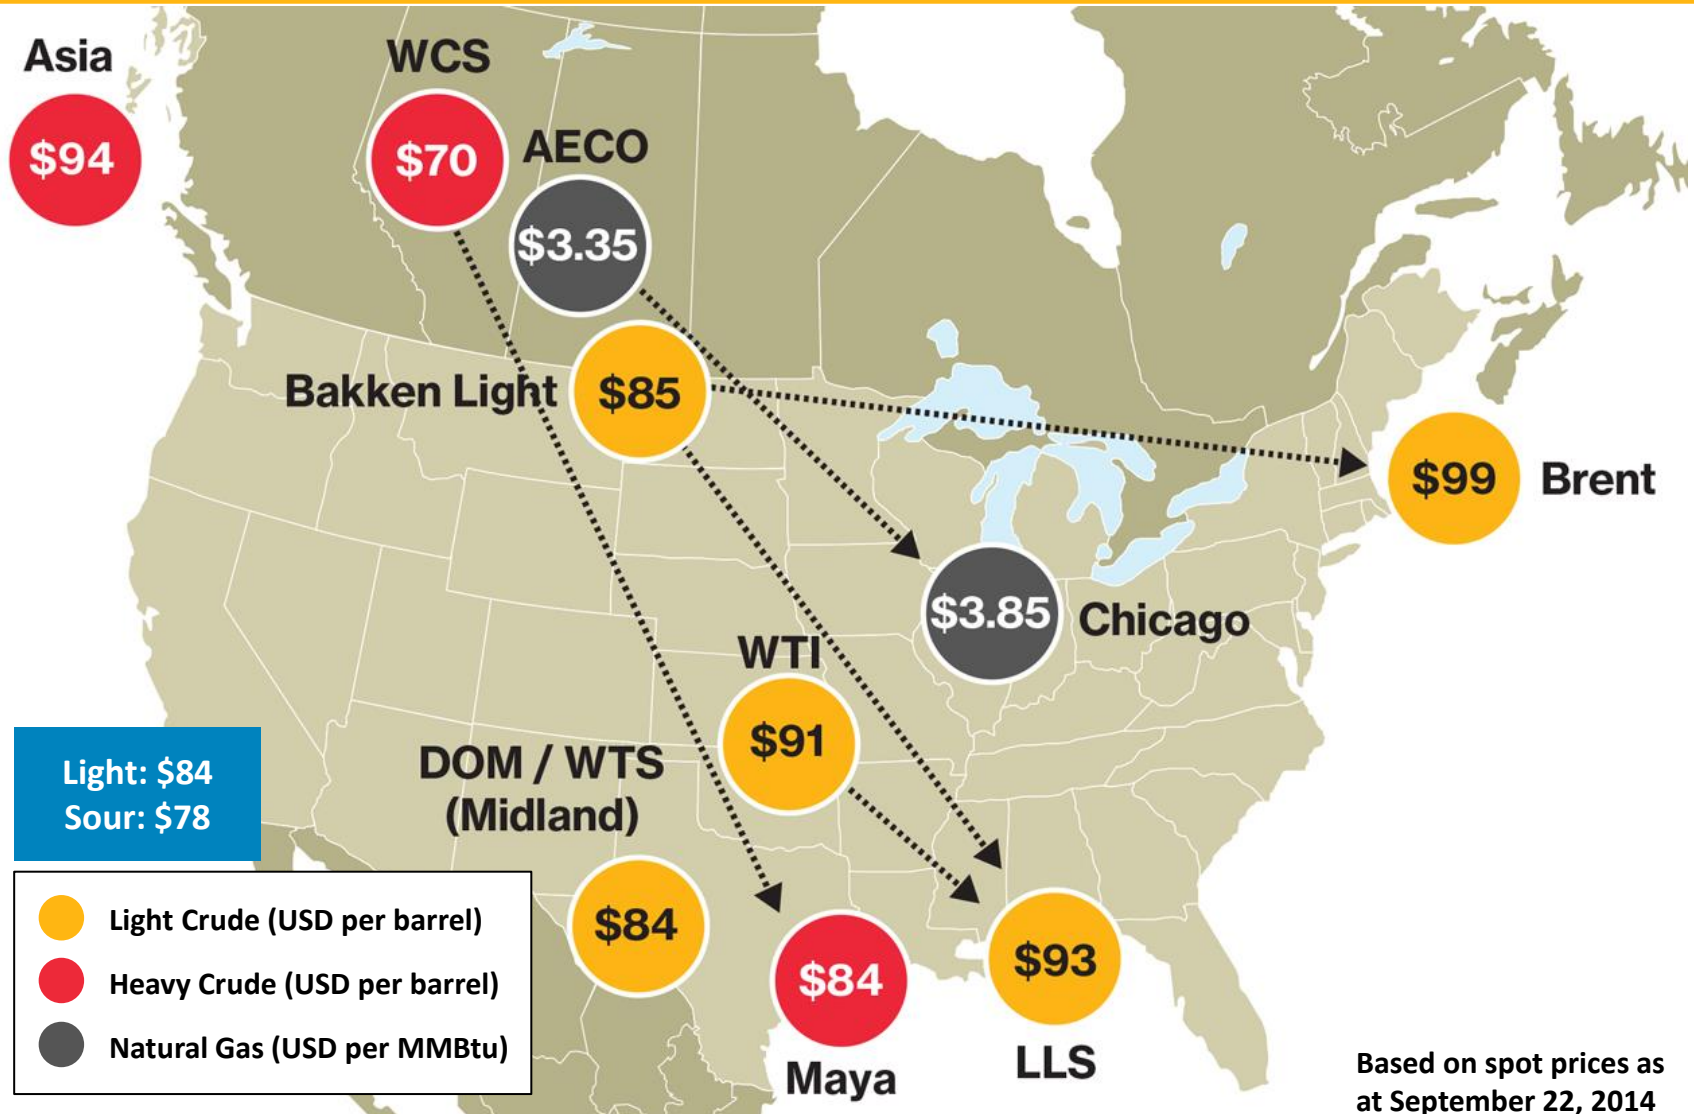 Asia
$94
WCS
$70
AECO
$3.35
Bakken Light
$85
$99
Brent
$3.85
Chicago
WTI
$91
DOM / WTS
(Midland)
$84
Light: $84
Sour: $78
$84
Maya
$93
LLS
Light Crude (USD per barrel)
Heavy Crude (USD per barrel)
Natural Gas (USD per MMBtu)
Based on spot prices as
at September 22, 2014